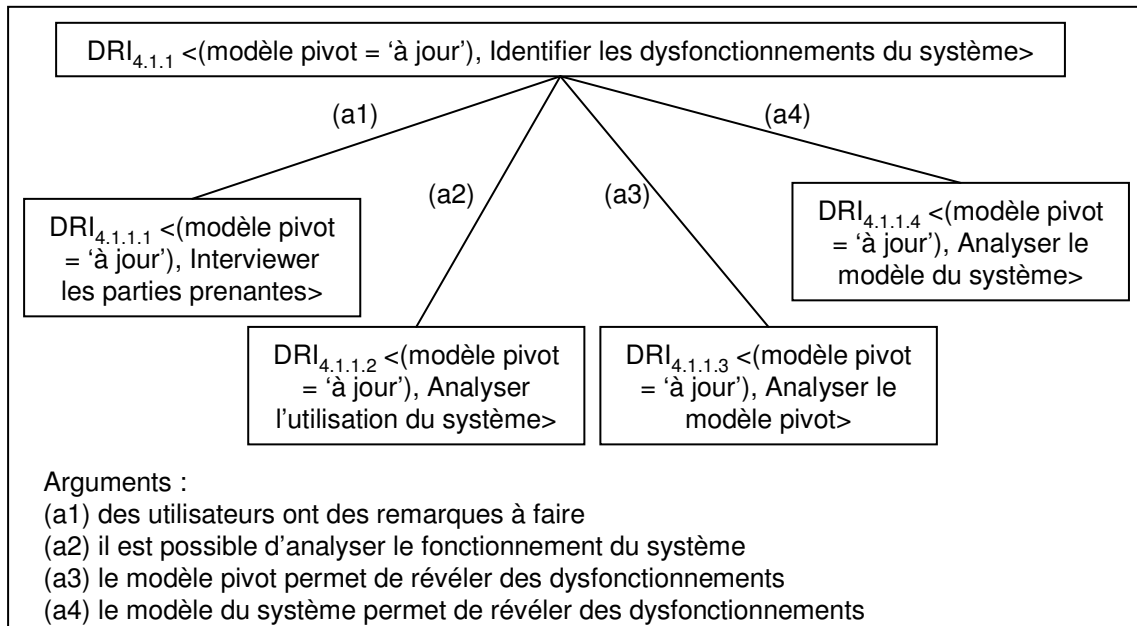 DRI4.1.1 <(modèle pivot = ‘à jour’), Identifier les dysfonctionnements du système>
(a1)
(a4)
(a2)
(a3)
DRI4.1.1.1 <(modèle pivot
= ‘à jour’), Interviewer
les parties prenantes>
DRI4.1.1.4 <(modèle pivot
= ‘à jour’), Analyser le
modèle du système>
DRI4.1.1.2 <(modèle pivot
= ‘à jour’), Analyser
l’utilisation du système>
DRI4.1.1.3 <(modèle pivot
= ‘à jour’), Analyser le
modèle pivot>
Arguments :
(a1) des utilisateurs ont des remarques à faire
(a2) il est possible d’analyser le fonctionnement du système
(a3) le modèle pivot permet de révéler des dysfonctionnements
(a4) le modèle du système permet de révéler des dysfonctionnements